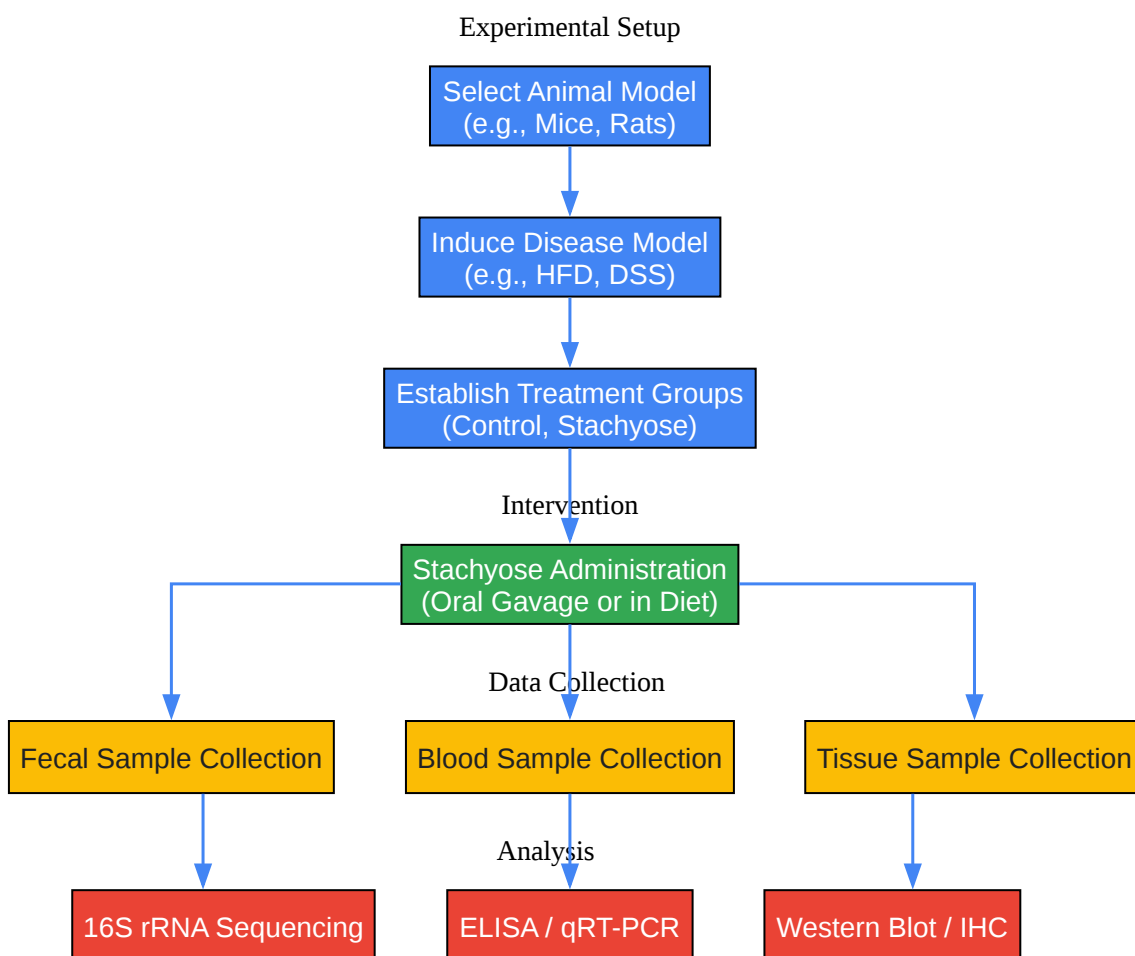 Experimental Setup
Select Animal Model
(e.g., Mice, Rats)
Induce Disease Model
(e.g., HFD, DSS)
Establish Treatment Groups
(Control, Stachyose)
Intervention
Stachyose Administration
(Oral Gavage or in Diet)
Data Collection
Fecal Sample Collection
Blood Sample Collection
Tissue Sample Collection
Analysis
16S rRNA Sequencing
ELISA / qRT-PCR
Western Blot / IHC